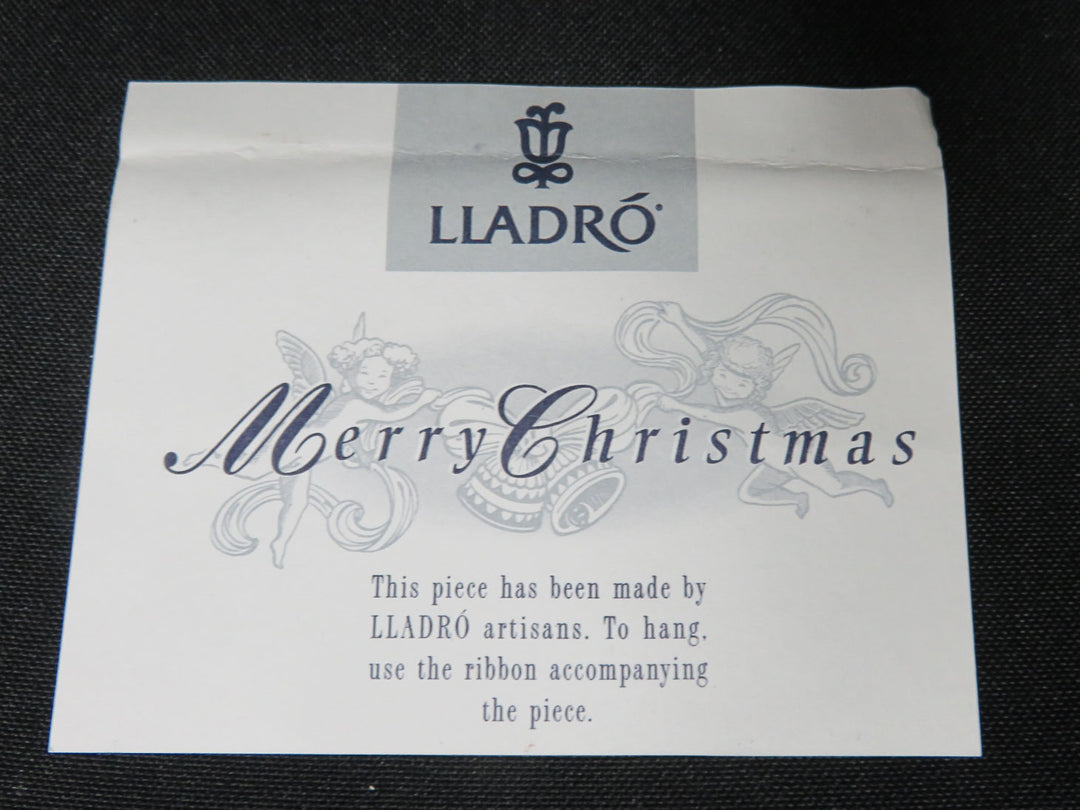 LLADRÓ
Merry Christmas
This piece has been made by
LLADRÓ artisans. To hang,
use the ribbon accompanying
the piece.